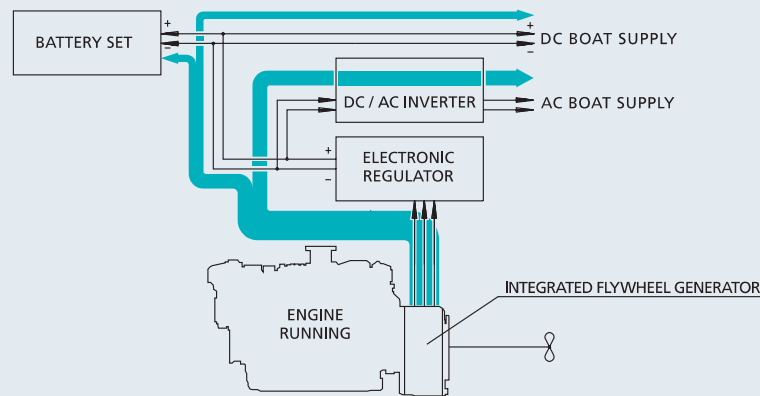 +
BATTERY SET
−
+
DC BOAT SUPPLY
−
DC / AC INVERTER
AC BOAT SUPPLY
+
ELECTRONIC
REGULATOR
−
INTEGRATED FLYWHEEL GENERATOR
ENGINE
RUNNING